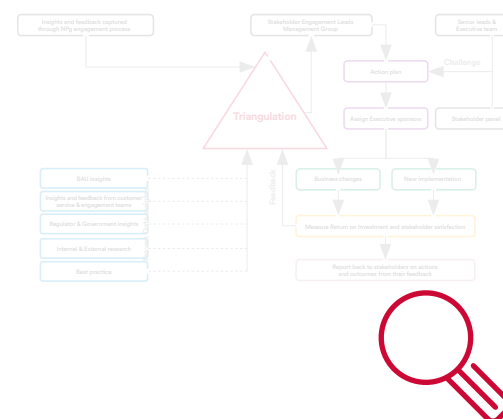 Insights and feedback captured
through NPg engagement process
Stakeholder Engagement Leads
Management Group
Senior leads &
Executive team
Challenge
Action plan
Triangulation
Assign Executive sponsors
Stakeholder panel
Feedback
BAU insights
Business changes
New implementation
Insights and feedback from customer
service & engagement teams
Regulator & Government insights
Measure Return on Investment and stakeholder satisfaction
Internal & External research
Best practice
Report back to stakeholders on actions
and outcomes from their feedback